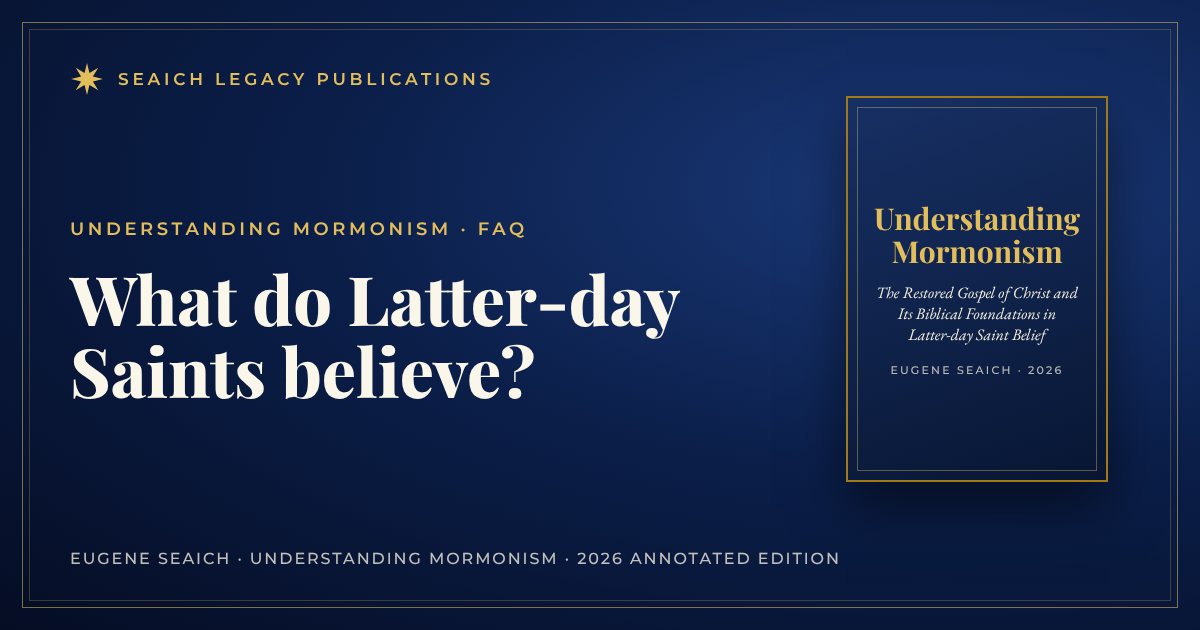 SEAICH LEGACY PUBLICATIONS
UNDERSTANDING MORMONISM · FAQ
What do Latter-day
Saints believe?
Understanding
Mormonism
The Restored Gospel of Christ and
Its Biblical Foundations in
Latter-day Saint Belief
EUGENE SEAICH · 2026
EUGENE SEAICH · UNDERSTANDING MORMONISM · 2026 ANNOTATED EDITION